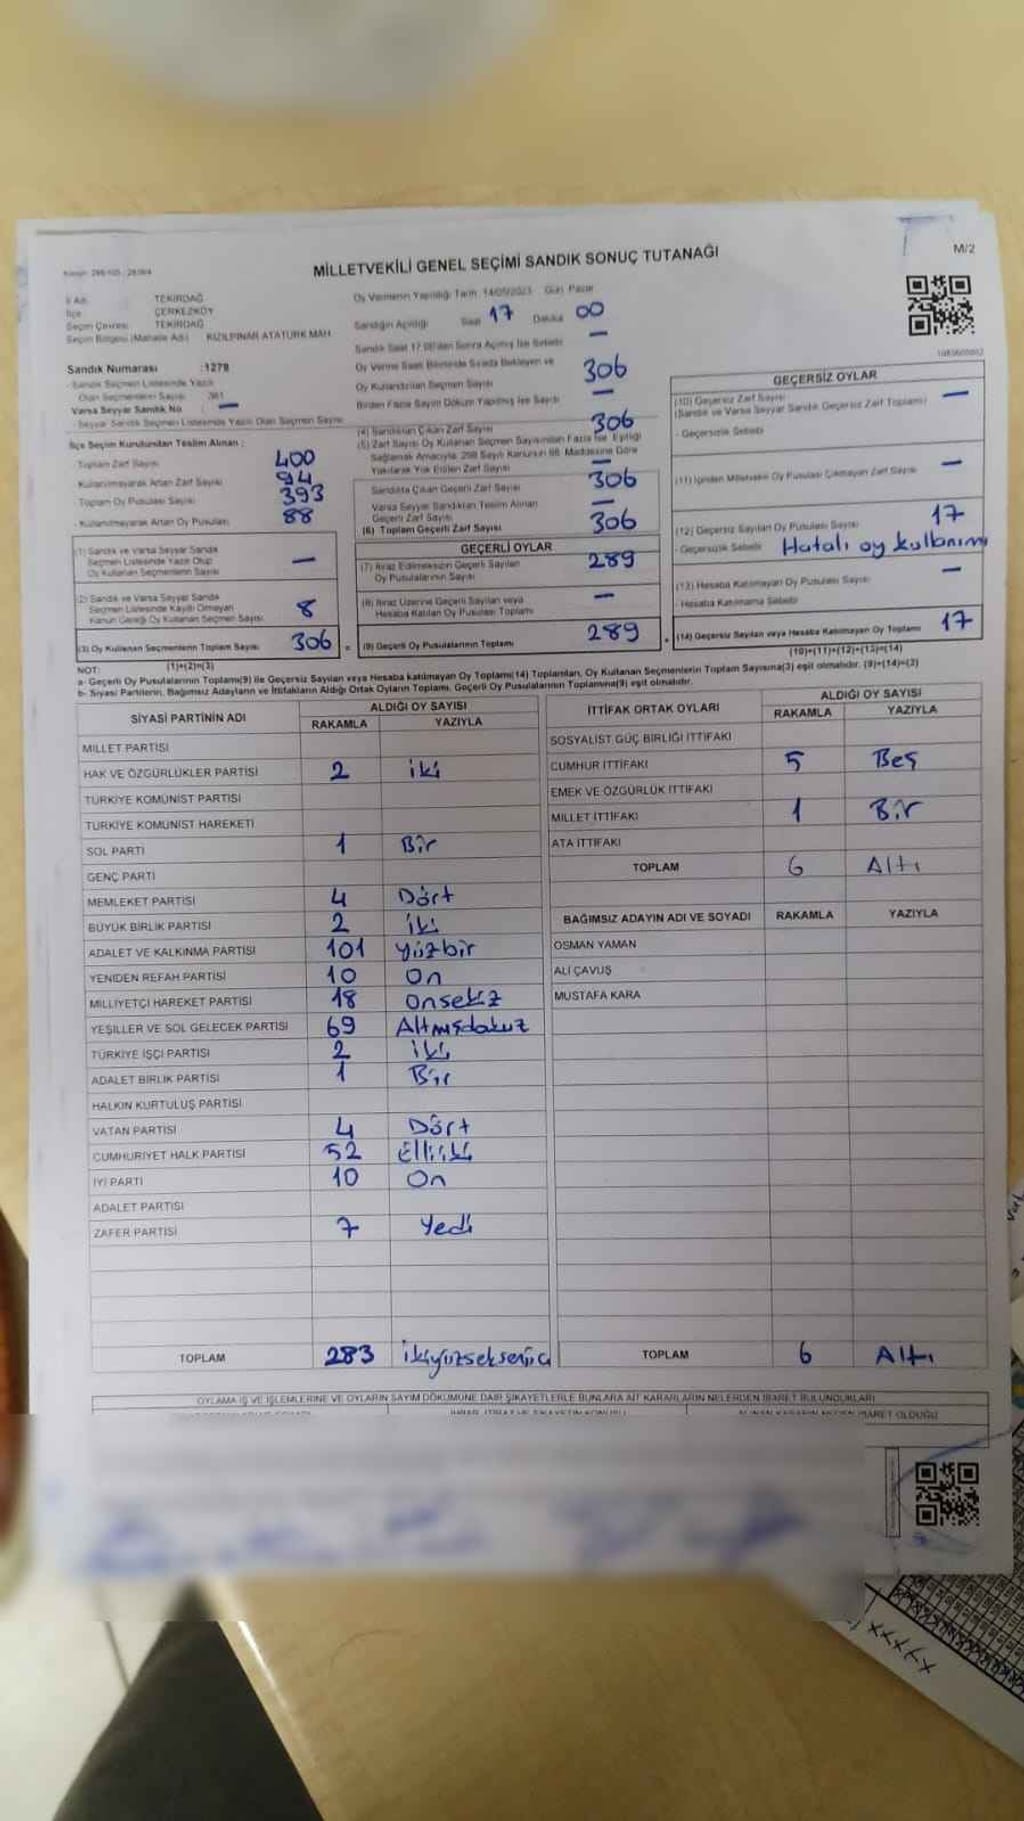 M/2
MİLLETVEKİLİ GENEL SEÇİMİ SANDIK SONUÇ TUTANAĞI
İl Adı TEKİRDAĞ
İlçe ÇERKEZKÖY
Seçim Çevresi TEKİRDAĞ
Seçim Bölgesi (Mahalle Adı) KIZILPINAR ATATÜRK MAH.
Oy Vermenin Yapıldığı Tarih: 14/05/2023 Gün: Pazar
Sandığın Açıldığı Saat 17 Dakika 00
Sandık Saat 17:00'den Sonra Açılmış İse Sebebi —
Sandık Numarası :1279
- Sandık Seçmen Listesinde Yazılı
Olan Seçmenlerin Sayısı
Varsa Seyyar Sandık No : —
- Seyyar Sandık Seçmen Listesinde Yazılı Olan Seçmen Sayısı
Oy Verme Saati Bitiminde Sırada Bekleyen ve
Oy Kullandırılan Seçmen Sayısı 306
Birden Fazla Sayım Döküm Yapılmış İse Sayısı —
İlçe Seçim Kurulundan Teslim Alınan :
- Toplam Zarf Sayısı 400
- Kullanılmayarak Artan Zarf Sayısı 94
- Toplam Oy Pusulası Sayısı 393
- Kullanılmayarak Artan Oy Pusulası 88
(4) Sandıktan Çıkan Zarf Sayısı 306
(5) Zarf Sayısı Oy Kullanan Seçmen Sayısından Fazla İse, Eşitliği
Sağlamak Amacıyla, 298 Sayılı Kanunun 98. Maddesine Göre
Yakılarak Yok Edilen Zarf Sayısı —
Sandıkta Çıkan Geçerli Zarf Sayısı 306
Varsa Seyyar Sandıktan Teslim Alınan
Geçerli Zarf Sayısı —
(6) Toplam Geçerli Zarf Sayısı 306
(1) Sandık ve Varsa Seyyar Sandık
Seçmen Listesinde Yazılı Olup
Oy Kullanan Seçmenlerin Sayısı —
(2) Sandık ve Varsa Seyyar Sandık
Seçmen Listesinde Kayıtlı Olmayan
Kanun Gereği Oy Kullanan Seçmen Sayısı 8
(3) Oy Kullanan Seçmenlerin Toplam Sayısı 306 =
(1)+(2)=(3)
GEÇERLİ OYLAR
(7) İtiraz Edilmeksizin Geçerli Sayılan
Oy Pusulalarının Sayısı 289
(8) İtiraz Üzerine Geçerli Sayılan veya
Hesaba Katılan Oy Pusulası Toplamı —
(9) Geçerli Oy Pusulalarının Toplamı 289 +
GEÇERSİZ OYLAR
(10) Geçersiz Zarf Sayısı —
(Sandık ve Varsa Seyyar Sandık Geçersiz Zarf Toplamı)
- Geçersizlik Sebebi
(11) İçinden Milletvekili Oy Pusulası Çıkmayan Zarf Sayısı —
(12) Geçersiz Sayılan Oy Pusulası Sayısı 17
- Geçersizlik Sebebi Hatalı oy kullanımı
(13) Hesaba Katılmayan Oy Pusulası Sayısı —
- Hesaba Katılmama Sebebi
(14) Geçersiz Sayılan veya Hesaba Katılmayan Oy Toplamı 17
(10)+(11)+(12)+(13)=(14)
NOT:
a- Geçerli Oy Pusulalarının Toplamı(9) ile Geçersiz Sayılan veya Hesaba katılmayan Oy Toplamı(14) Toplamları, Oy Kullanan Seçmenlerin Toplam Sayısına(3) eşit olmalıdır. (9)+(14)=(3)
b- Siyasi Partilerin, Bağımsız Adayların ve İttifakların Aldığı Ortak Oyların Toplamı, Geçerli Oy Pusulalarının Toplamına(9) eşit olmalıdır.
SİYASİ PARTİNİN ADI ALDIĞI OY SAYISI
RAKAMLA YAZIYLA
MİLLET PARTİSİ
HAK VE ÖZGÜRLÜKLER PARTİSİ 2 iki
TÜRKİYE KOMÜNİST PARTİSİ
TÜRKİYE KOMÜNİST HAREKETİ
SOL PARTİ 1 Bir
GENÇ PARTİ
MEMLEKET PARTİSİ 4 Dört
BÜYÜK BİRLİK PARTİSİ 2 iki
ADALET VE KALKINMA PARTİSİ 101 yüzbir
YENİDEN REFAH PARTİSİ 10 On
MİLLİYETÇİ HAREKET PARTİSİ 18 onsekiz
YEŞİLLER VE SOL GELECEK PARTİSİ 69 Altmışdokuz
TÜRKİYE İŞÇİ PARTİSİ 2 iki
ADALET BİRLİK PARTİSİ 1 Bir
HALKIN KURTULUŞ PARTİSİ
VATAN PARTİSİ 4 Dört
CUMHURİYET HALK PARTİSİ 52 Elliiki
İYİ PARTİ 10 On
ADALET PARTİSİ
ZAFER PARTİSİ 7 Yedi
TOPLAM 283
İTTİFAK ORTAK OYLARI ALDIĞI OY SAYISI
RAKAMLA YAZIYLA
SOSYALİST GÜÇ BİRLİĞİ İTTİFAKI
CUMHUR İTTİFAKI 5 Beş
EMEK VE ÖZGÜRLÜK İTTİFAKI
MİLLET İTTİFAKI 1 Bir
ATA İTTİFAKI
TOPLAM 6 Altı
BAĞIMSIZ ADAYIN ADI VE SOYADI RAKAMLA YAZIYLA
OSMAN YAMAN
ALİ ÇAVUŞ
MUSTAFA KARA
TOPLAM 6 Altı
OYLAMA İŞ VE İŞLEMLERİNE VE OYLARIN SAYIM DÖKÜMÜNE DAİR ŞİKAYETLERLE BUNLARA AİT KARARLARIN NELERDEN İBARET BULUNDUKLARI